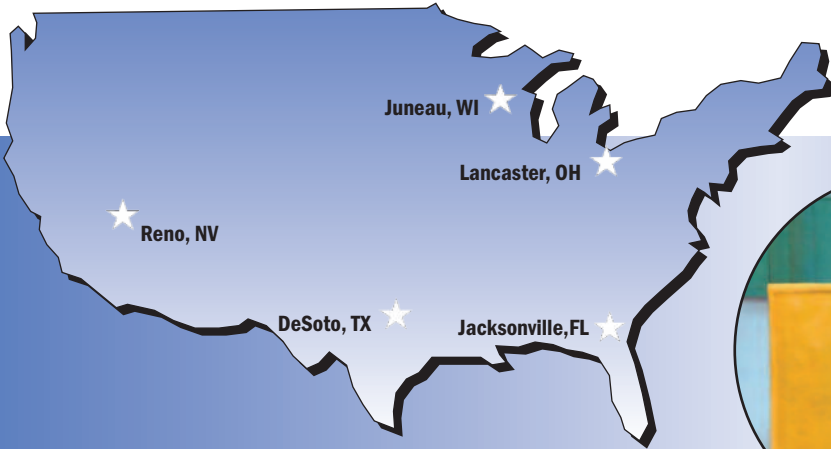 Juneau, WI
Lancaster, OH
Reno, NV
DeSoto, TX
Jacksonville,FL